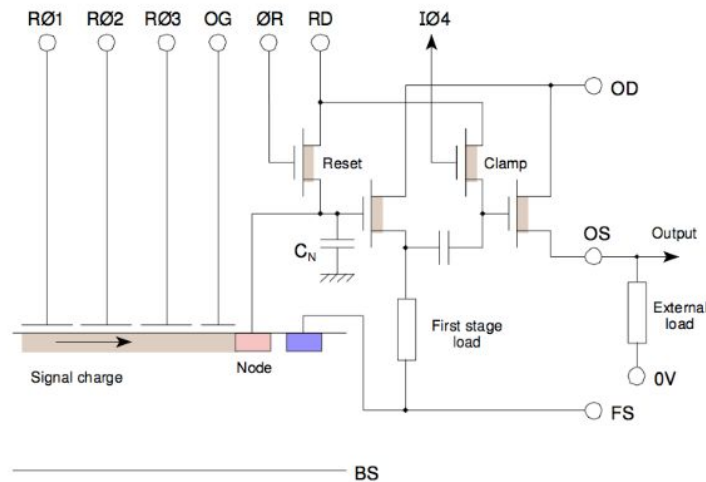 RØ1 RØ2 RØ3 OG ØR RD IØ4
OD
Reset
Clamp
OS
Output
C_N
External
load
First stage
load
Node
Signal charge
0V
FS
BS